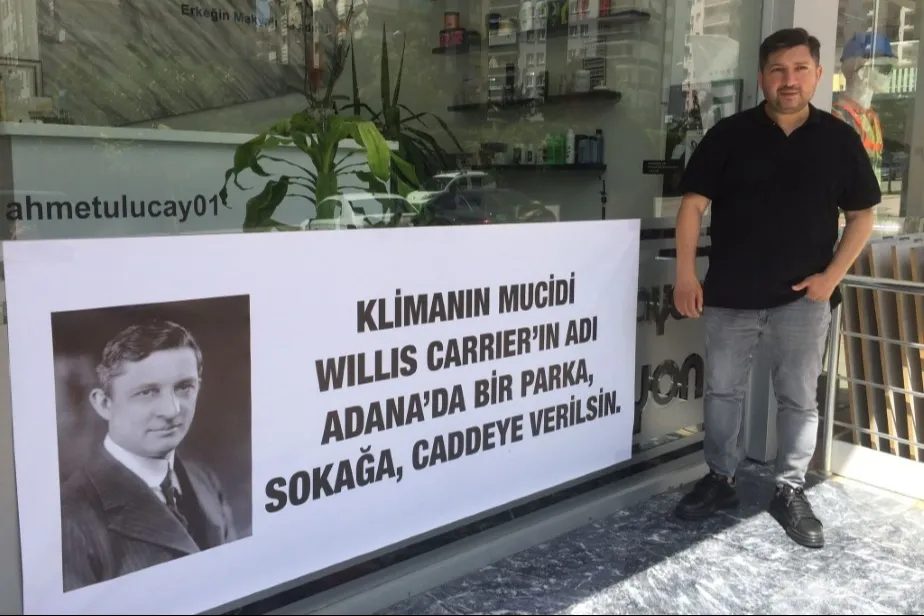 Erkeğin
ahmetulucay01
KLİMANIN MUCİDİ
WILLIS CARRIER'IN ADI
ADANA'DA BİR PARKA,
SOKAĞA, CADDEYE VERİLSİN.